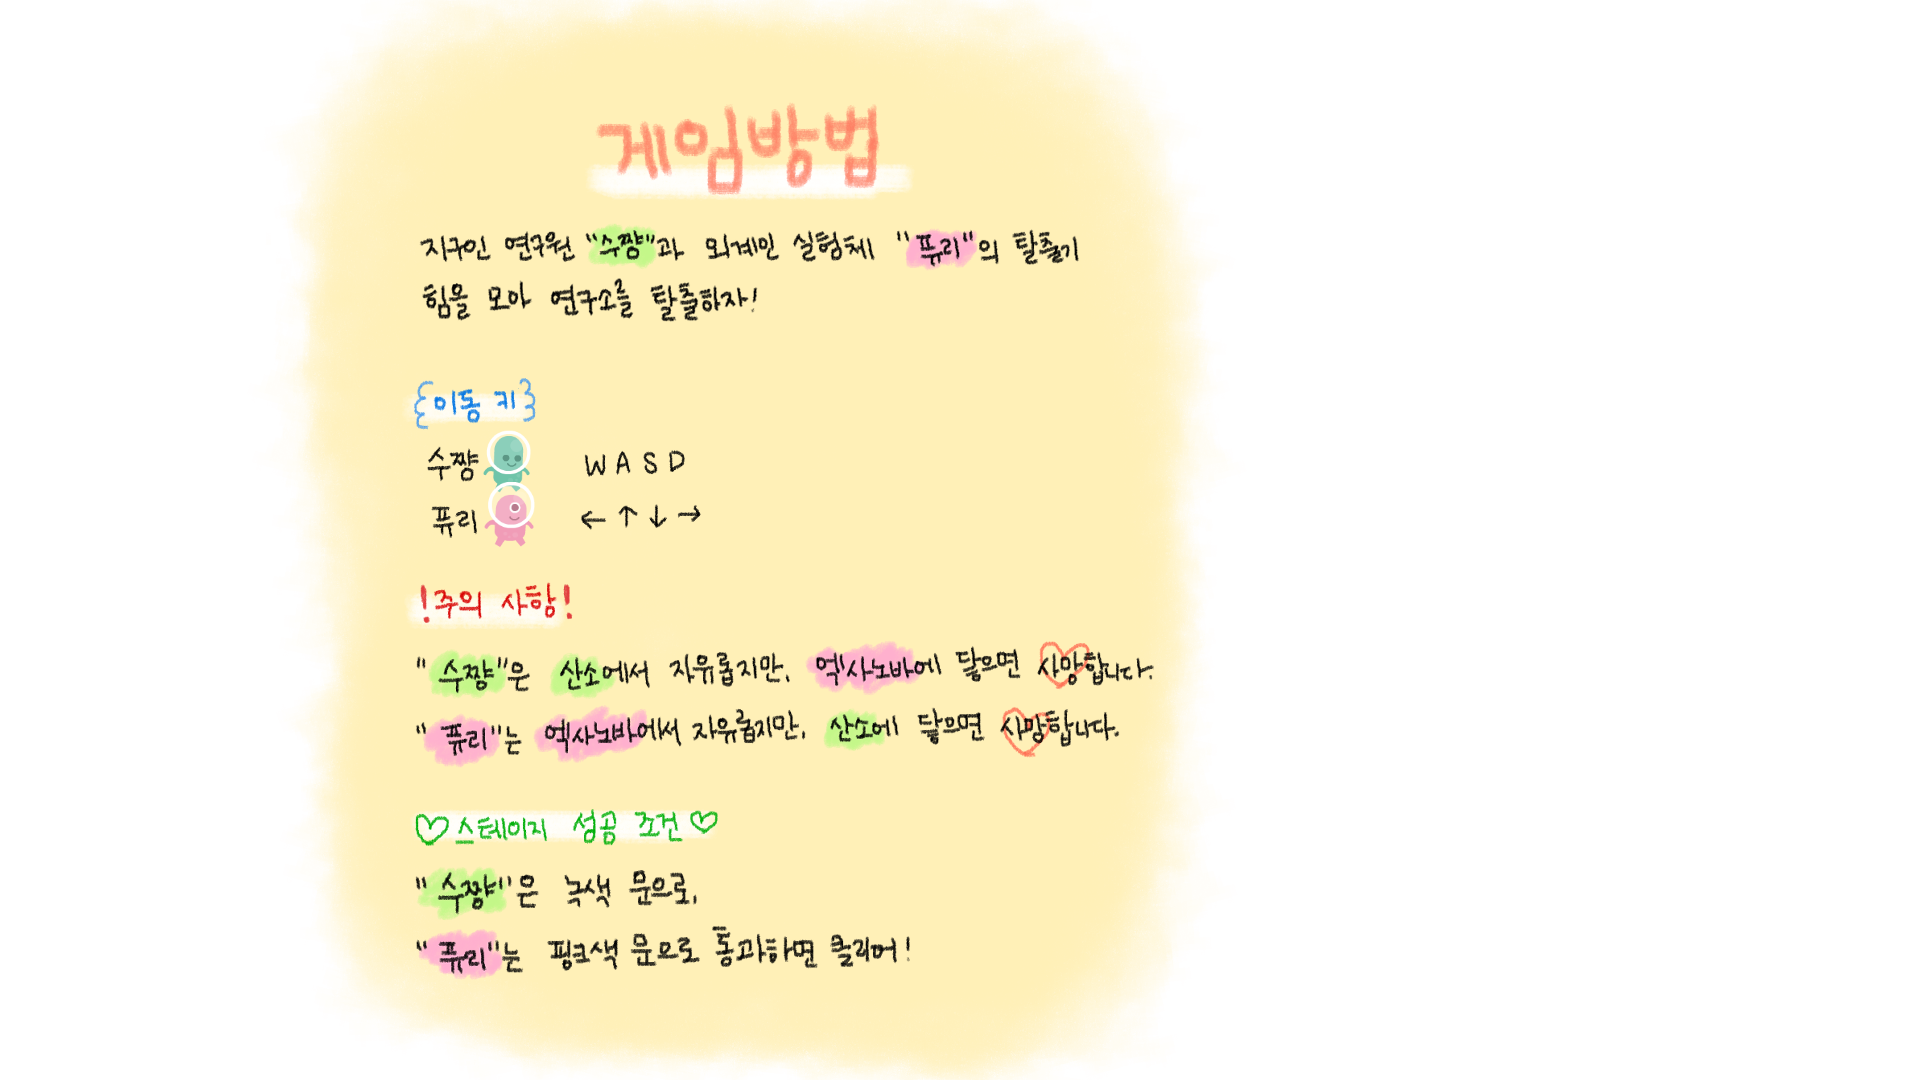 게임방법
지구인 연구원 "수쨩"과 외계인 실험체 "퓨리"의 탈출기
힘을 모아 연구소를 탈출하자!
{이동 키}
수쨩 W A S D
퓨리 ← ↑ ↓ →
!주의 사항!
"수쨩"은 산소에서 자유롭지만, 엑사노바에 닿으면 사망합니다.
"퓨리"는 엑사노바에서 자유롭지만, 산소에 닿으면 사망합니다.
♡스테이지 성공 조건♡
"수쨩"은 녹색 문으로,
"퓨리"는 핑크색 문으로 통과하면 클리어!